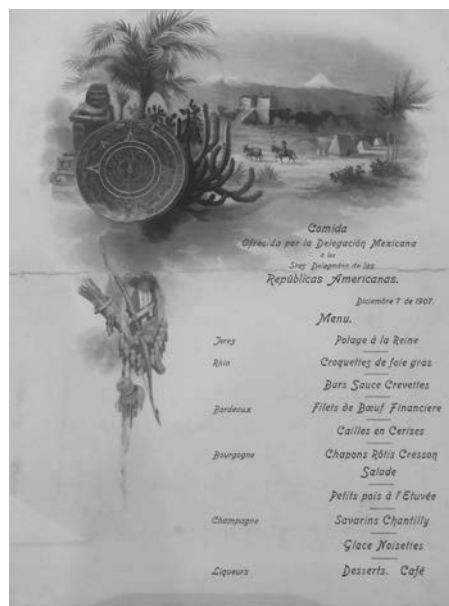 Comida
Ofrecida por la Delegación Mexicana
á los
Sres Delegados de las
Repúblicas Americanas.
Diciembre 7 de 1901.
Menu.
Jerez Potage à la Reine
Rhin Croquettes de foie gras
Bars Sauce Crevettes
Bordeaux Filets de Bœuf Financiere
Cailles en Cerises
Bourgogne Chapons Rôtis Cresson
Salade
Petits pois à l'Etuvée
Champagne Savarins Chantilly
Glace Noisettes
Liqueurs Desserts. Café